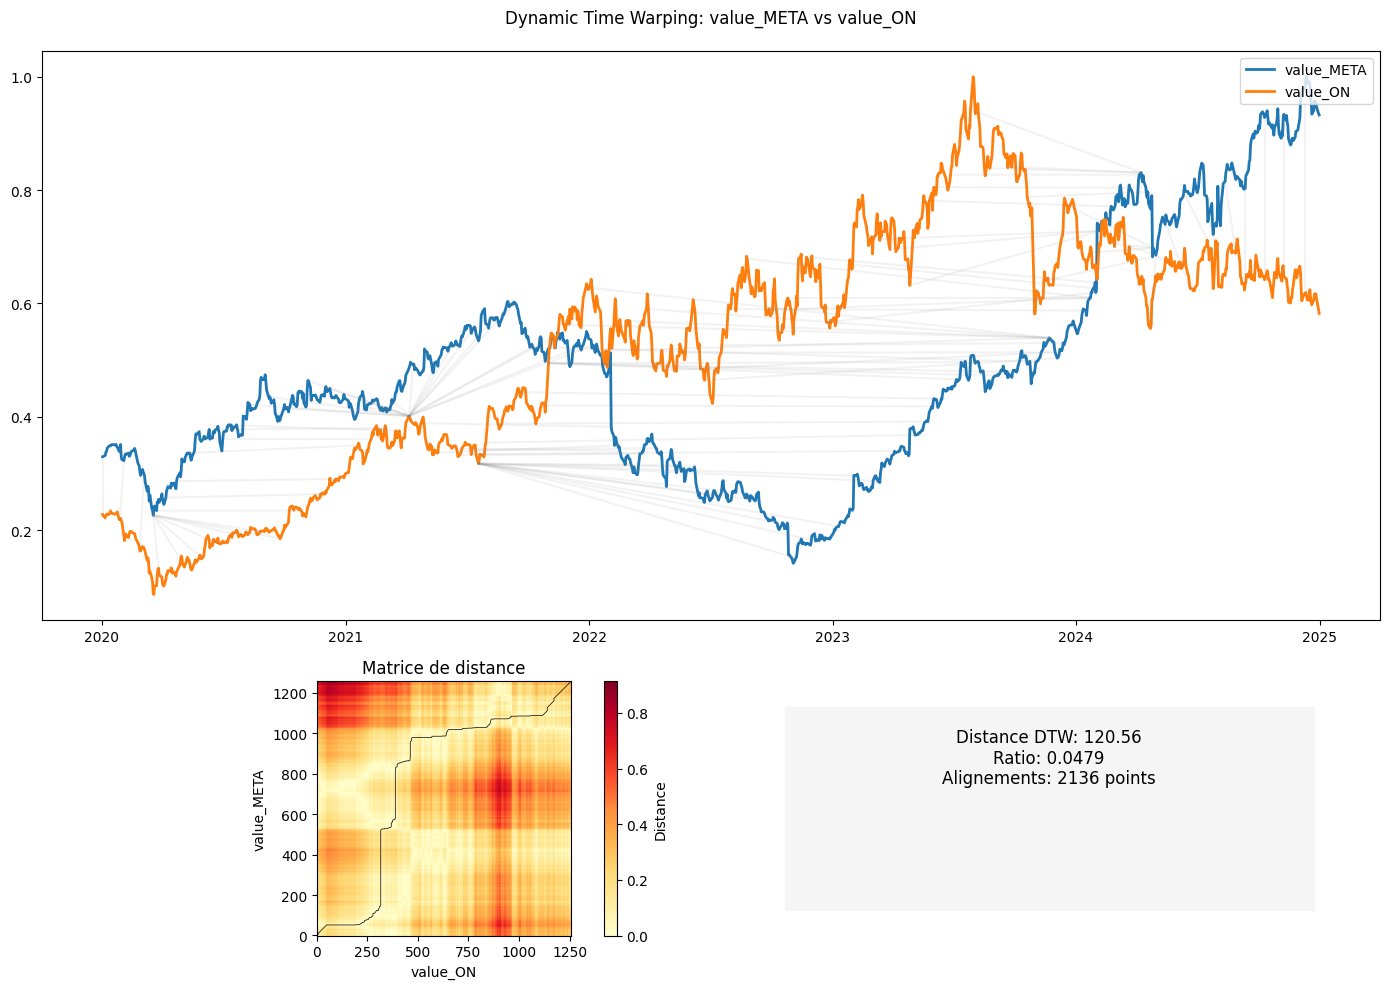 Dynamic Time Warping: value_META vs value_ON
value_META
value_ON
1.0
0.8
0.6
0.4
0.2
2020 2021 2022 2023 2024 2025
Matrice de distance
value_META
1200
1000
800
600
400
200
0
0 250 500 750 1000 1250
value_ON
0.8
0.6
0.4
0.2
0.0
Distance
Distance DTW: 120.56
Ratio: 0.0479
Alignements: 2136 points